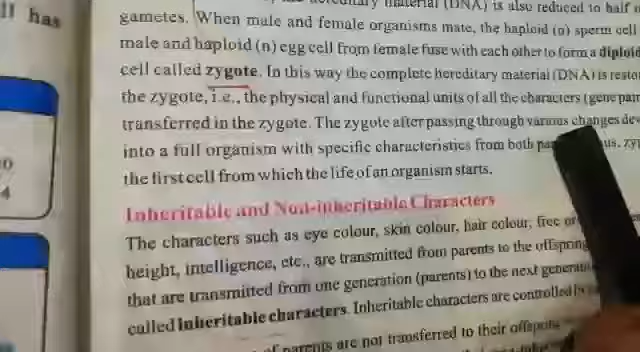 ll has
material (DNA) is also reduced to half
gametes. When male and female organisms mate, the haploid (n) sperm cell
male and haploid (n) egg cell from female fuse with each other to form a diploid
cell called zygote. In this way the complete hereditary material (DNA) is
the zygote, i.e., the physical and functional units of all the characters (gene
transferred in the zygote. The zygote after passing through various changes
into a full organism with specific characteristics from both
the first cell from which the life of an organism starts.
Inheritable and Non-inheritable Characters
The characters such as eye colour, skin colour, hair colour, free or
height, intelligence, etc., are transmitted from parents to the offspring
that are transmitted from one generation (parents) to the next
called inheritable characters. Inheritable characters are controlled by
of parents are not transferred to their offspring
4